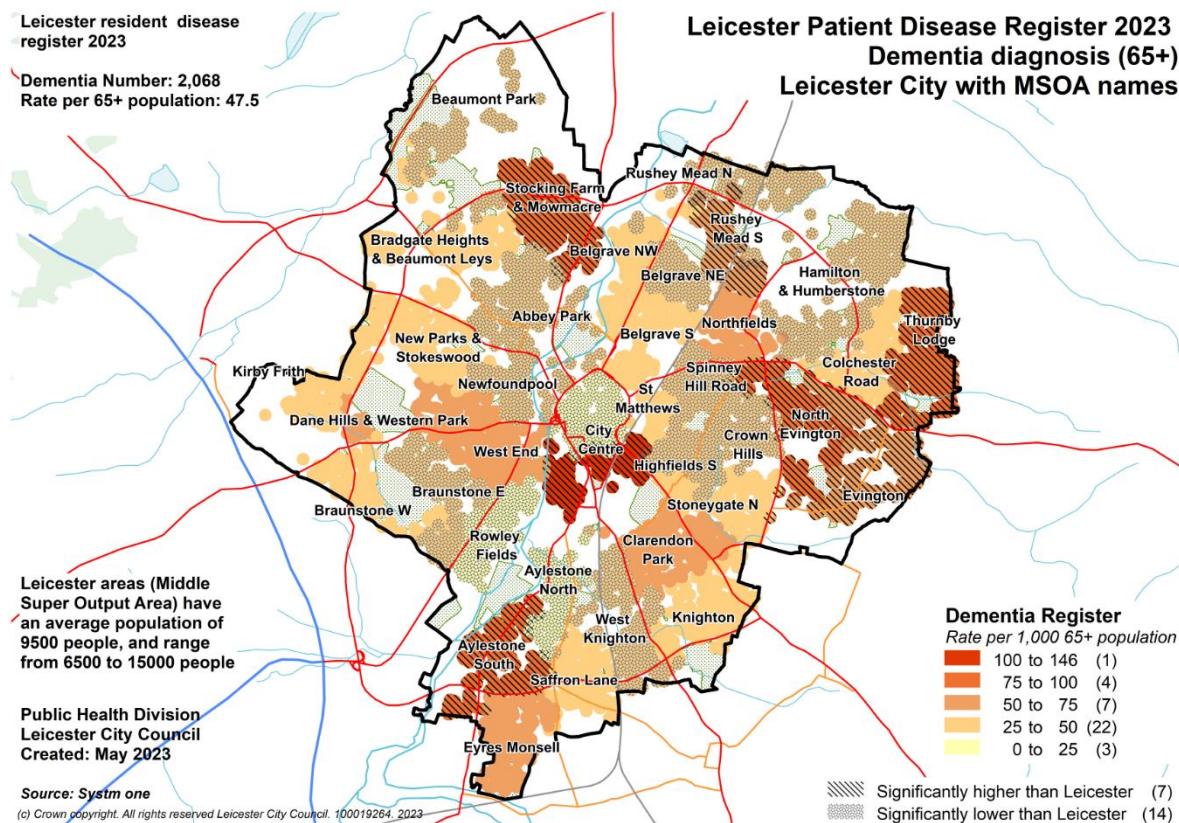 Leicester resident disease
register 2023
Dementia Number: 2,068
Rate per 65+ population: 47.5
Leicester Patient Disease Register 2023
Dementia diagnosis (65+)
Leicester City with MSOA names
Beaumont Park
Rushey Mead N
Stocking Farm
& Mowmacre
Rushey
Mead S
Bradgate Heights
& Beaumont Leys
Belgrave NW
Belgrave NE
Hamilton
& Humberstone
Abbey Park
Belgrave S
Northfields
Thurnby
Lodge
New Parks &
Stokeswood
Kirby Frith
Newfoundpool
Spinney
Hill Road
Colchester
Road
St
Matthews
Dane Hills & Western Park
North
Evington
City
Centre
Crown
Hills
West End
Highfields S
Braunstone E
Evington
Braunstone W
Stoneygate N
Rowley
Fields
Clarendon
Park
Aylestone
North
West
Knighton
Knighton
Aylestone
South
Saffron Lane
Eyres Monsell
Leicester areas (Middle
Super Output Area) have
an average population of
9500 people, and range
from 6500 to 15000 people
Public Health Division
Leicester City Council
Created: May 2023
Source: Systm one
(c) Crown copyright. All rights reserved Leicester City Council. 100019264. 2023
Dementia Register
Rate per 1,000 65+ population
100 to 146 (1)
75 to 100 (4)
50 to 75 (7)
25 to 50 (22)
0 to 25 (3)
Significantly higher than Leicester (7)
Significantly lower than Leicester (14)